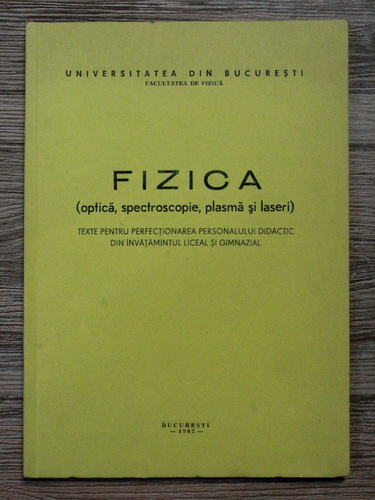 UNIVERSITATEA DIN BUCUREȘTI
FACULTATEA DE FIZICĂ
FIZICA
(optică, spectroscopie, plasmă și laseri)
TEXTE PENTRU PERFECȚIONAREA PERSONALULUI DIDACTIC
DIN ÎNVĂȚĂMÎNTUL LICEAL ȘI GIMNAZIAL
BUCUREȘTI
— 1982 —